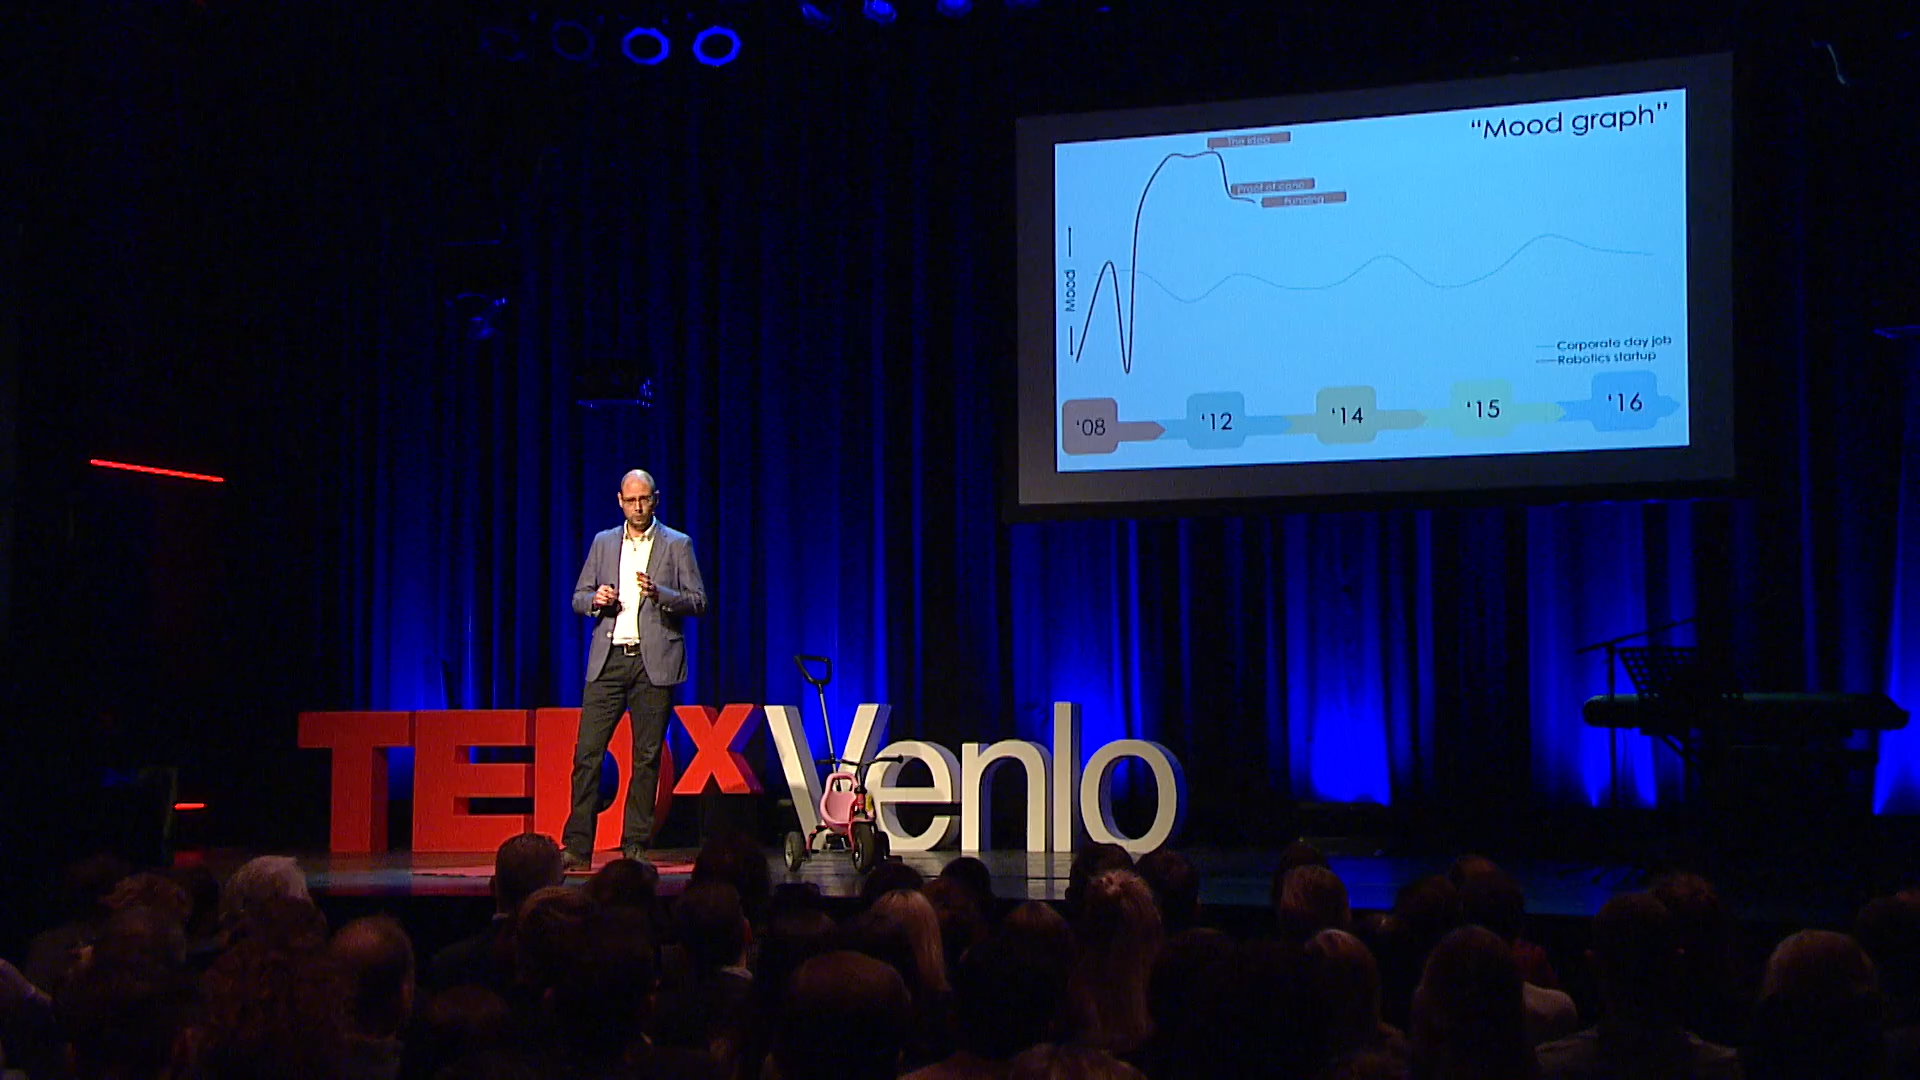 “Mood graph”
The idea
Proof of conc
Funding
Mood
Corporate day job
Robotics startup
‘08
‘12
‘14
‘15
‘16
TEDxVenlo